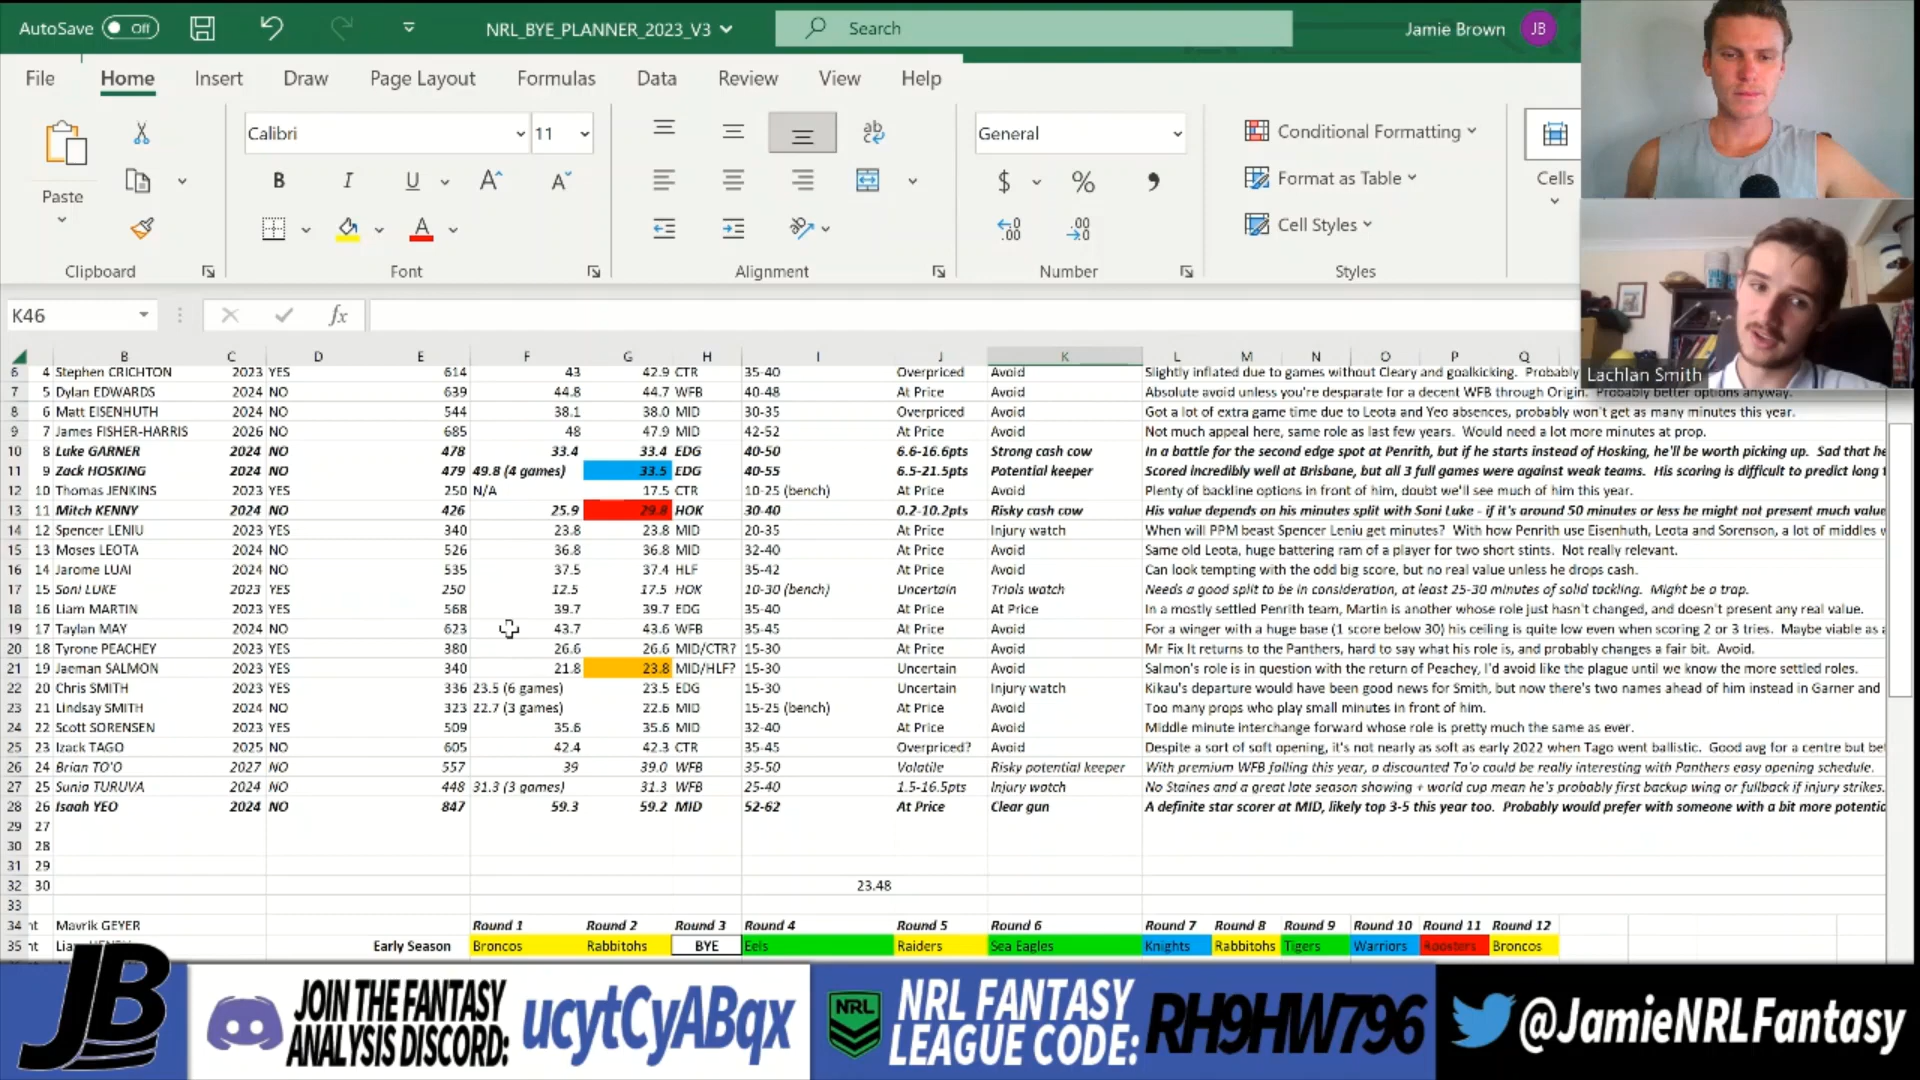 AutoSave Off NRL_BYE_PLANNER_2023_V3 Search Jamie Brown JB
File Home Insert Draw Page Layout Formulas Data Review View Help
Calibri 11 General Conditional Formatting
Paste B I U $ % Format as Table Cells
Cell Styles
Clipboard Font Alignment Number Styles
K46 fx
Lachlan Smith
B C D E F G H I J K L M N O P Q
6 4 Stephen CRICHTON 2023 YES 614 43 42.9 CTR 35-40 Overpriced Avoid Slightly inflated due to games without Cleary and goalkicking. Probably
7 5 Dylan EDWARDS 2024 NO 639 44.8 44.7 WFB 40-48 At Price Avoid Absolute avoid unless you're desparate for a decent WFB through Origin. Probably better options anyway.
8 6 Matt EISENHUTH 2023 NO 544 38.1 38.0 MID 30-35 Overpriced Avoid Got a lot of extra game time due to Leota and Yeo absences, probably won't get as many minutes this year.
9 7 James FISHER-HARRIS 2026 NO 685 48 47.9 MID 42-52 At Price Avoid Not much appeal here, same role as last few years. Would need a lot more minutes at prop.
10 8 Luke GARNER 2024 NO 478 33.4 33.4 EDG 40-50 6.6-16.6pts Strong cash cow In a battle for the second edge spot at Penrith, but if he starts instead of Hosking, he'll be worth picking up. Sad that he
11 9 Zack HOSKING 2024 NO 479 49.8 (4 games) 33.5 EDG 40-55 6.5-21.5pts Potential keeper Scored incredibly well at Brisbane, but all 3 full games were against weak teams. His scoring is difficult to predict long t
12 10 Thomas JENKINS 2023 YES 250 N/A 17.5 CTR 10-25 (bench) At Price Avoid Plenty of backline options in front of him, doubt we'll see much of him this year.
13 11 Mitch KENNY 2024 NO 426 25.9 29.8 HOK 30-40 0.2-10.2pts Risky cash cow His value depends on his minutes split with Soni Luke - if it's around 50 minutes or less he might not present much value
14 12 Spencer LENIU 2023 YES 340 23.8 23.8 MID 20-35 At Price Injury watch When will PPM beast Spencer Leniu get minutes? With how Penrith use Eisenhuth, Leota and Sorenson, a lot of middles w
15 13 Moses LEOTA 2024 NO 526 36.8 36.8 MID 32-40 At Price Avoid Same old Leota, huge battering ram of a player for two short stints. Not really relevant.
16 14 Jarome LUAI 2024 NO 535 37.5 37.4 HLF 35-42 At Price Avoid Can look tempting with the odd big score, but no real value unless he drops cash.
17 15 Soni LUKE 2023 YES 250 12.5 17.5 HOK 10-30 (bench) Uncertain Trials watch Needs a good split to be in consideration, at least 25-30 minutes of solid tackling. Might be a trap.
18 16 Liam MARTIN 2023 YES 568 39.7 39.7 EDG 35-40 At Price At Price In a mostly settled Penrith team, Martin is another whose role just hasn't changed, and doesn't present any real value.
19 17 Taylan MAY 2024 NO 623 43.7 43.6 WFB 35-45 At Price Avoid For a winger with a huge base (1 score below 30) his ceiling is quite low even when scoring 2 or 3 tries. Maybe viable as a
20 18 Tyrone PEACHEY 2023 YES 380 26.6 26.6 MID/CTR? 15-30 At Price Avoid Mr Fix It returns to the Panthers, hard to say what his role is, and probably changes a fair bit. Avoid.
21 19 Jaeman SALMON 2023 YES 340 21.8 23.8 MID/HLF? 15-30 Uncertain Avoid Salmon's role is in question with the return of Peachey, I'd avoid like the plague until we know the more settled roles.
22 20 Chris SMITH 2023 YES 336 23.5 (6 games) 23.5 EDG 15-30 Uncertain Injury watch Kikau's departure would have been good news for Smith, but now there's two names ahead of him instead in Garner and
23 21 Lindsay SMITH 2024 NO 323 22.7 (3 games) 22.6 MID 15-25 (bench) At Price Avoid Too many props who play small minutes in front of him.
24 22 Scott SORENSEN 2023 YES 509 35.6 35.6 MID 32-40 At Price Avoid Middle minute interchange forward whose role is pretty much the same as ever.
25 23 Izack TAGO 2025 NO 605 42.4 42.3 CTR 35-45 Overpriced? Avoid Despite a sort of soft opening, it's not nearly as soft as early 2022 when Tago went ballistic. Good avg for a centre but bet
26 24 Brian TO'O 2027 NO 557 39 39.0 WFB 35-50 Volatile Risky potential keeper With premium WFB falling this year, a discounted To'o could be really interesting with Panthers easy opening schedule.
27 25 Sunia TURUVA 2024 NO 448 31.3 (3 games) 31.3 WFB 25-40 1.5-16.5pts Injury watch No Staines and a great late season showing + world cup mean he's probably first backup wing or fullback if injury strikes.
28 26 Isaah YEO 2024 NO 847 59.3 59.2 MID 52-62 At Price Clear gun A definite star scorer at MID, likely top 3-5 this year too. Probably would prefer with someone with a bit more potentia
29 27
30 28
31 29
32 30 23.48
33
34 nt Mavrik GEYER Round 1 Round 2 Round 3 Round 4 Round 5 Round 6 Round 7 Round 8 Round 9 Round 10 Round 11 Round 12
35 nt Early Season Broncos Rabbitohs BYE Eels Raiders Sea Eagles Knights Rabbitohs Tigers Warriors Roosters Broncos
JB JOIN THE FANTASY ANALYSIS DISCORD: ucytCyABqx NRL NRL FANTASY LEAGUE CODE: RH9HW796 @JamieNRLFantasy